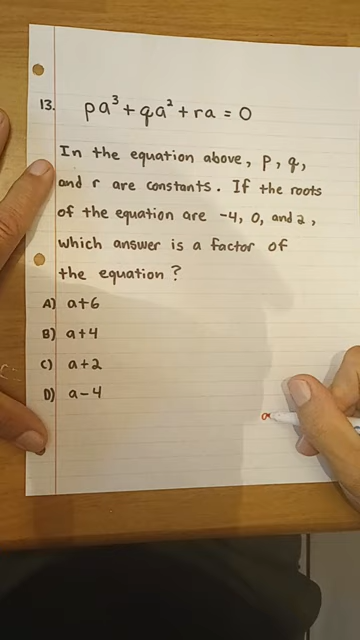 13. pa³ + qa² + ra = 0
In the equation above, p, q,
and r are constants. If the roots
of the equation are -4, 0, and 2,
which answer is a factor of
the equation?
A) a+6
B) a+4
C) a+2
D) a-4